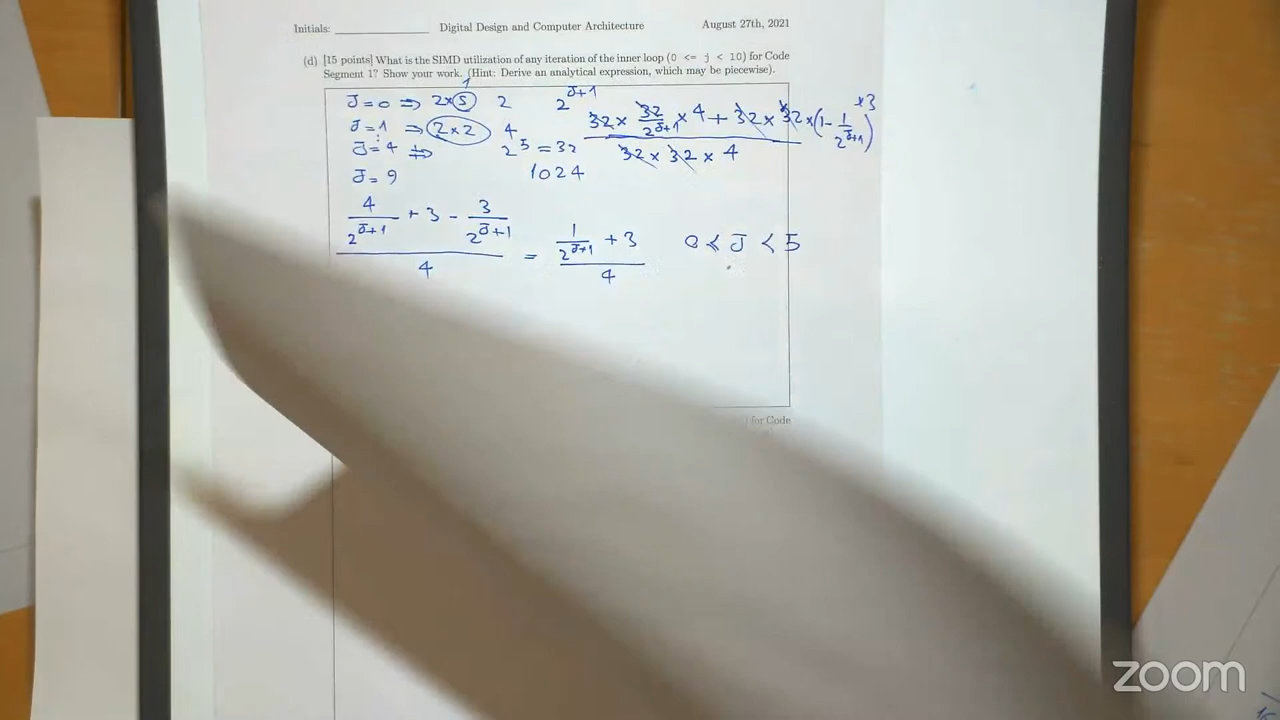 Initials: Digital Design and Computer Architecture August 27th, 2021
(d) [15 points] What is the SIMD utilization of any iteration of the inner loop (0 <= j < 10) for Code
Segment 1? Show your work. (Hint: Derive an analytical expression, which may be piecewise).
J=0 ⇒ 2×5 1 2 2^(J+1)
J=1 ⇒ 2×2 4
J=4 ⇒ 2^5 = 32
J=9 1024
(32 × 32/2^(J+1) × 4 + 32 × 32 × (1 - 1/2^(J+1)) × 3) / (32 × 32 × 4)
(4/2^(J+1) + 3 - 3/2^(J+1)) / 4 = (1/2^(J+1) + 3) / 4 0 ≤ J < 5
for Code
zoom